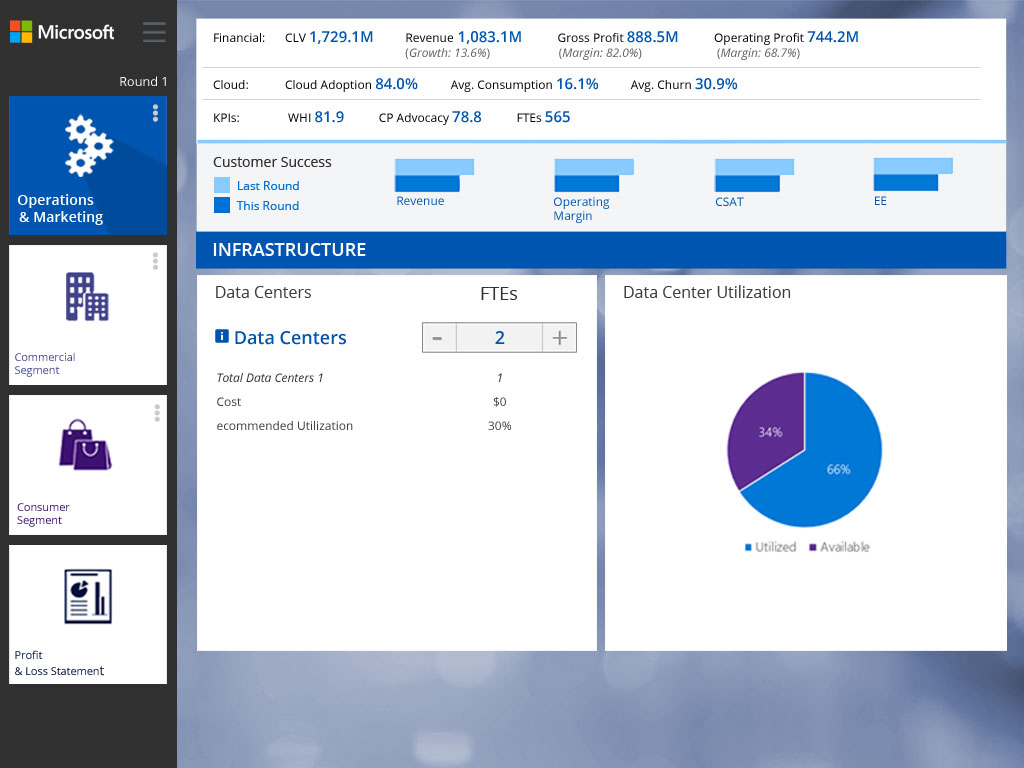 Microsoft
Round 1
Operations
& Marketing
Commercial
Segment
Consumer
Segment
Profit
& Loss Statement
Financial: CLV 1,729.1M Revenue 1,083.1M Gross Profit 888.5M Operating Profit 744.2M
(Growth: 13.6%) (Margin: 82.0%) (Margin: 68.7%)
Cloud: Cloud Adoption 84.0% Avg. Consumption 16.1% Avg. Churn 30.9%
KPIs: WHI 81.9 CP Advocacy 78.8 FTEs 565
Customer Success
Last Round
This Round
Revenue
Operating
Margin
CSAT
EE
INFRASTRUCTURE
Data Centers FTEs
i Data Centers - 2 +
Total Data Centers 1 1
Cost $0
ecommended Utilization 30%
Data Center Utilization
34%
66%
Utilized Available